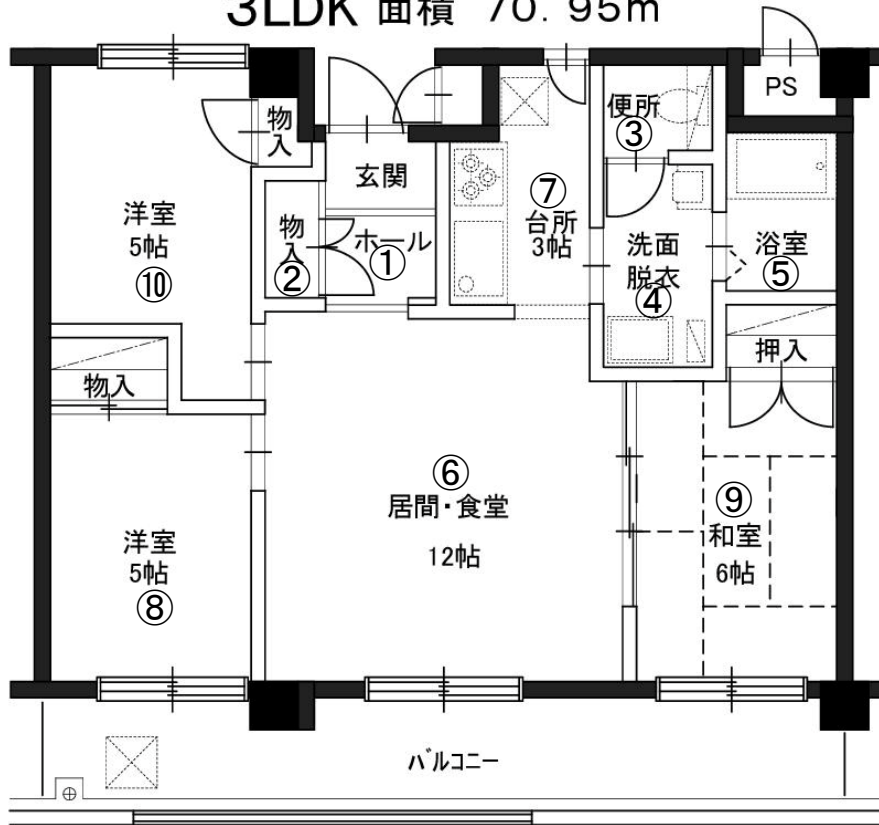 3LDK 面積 70.95m
PS
物入
便所
③
玄関
⑦
台所
3帖
洋室
5帖
⑩
物入
②
ホール
①
洗面
脱衣
④
浴室
⑤
押入
物入
⑥
居間・食堂
12帖
⑨
和室
6帖
洋室
5帖
⑧
バルコニー